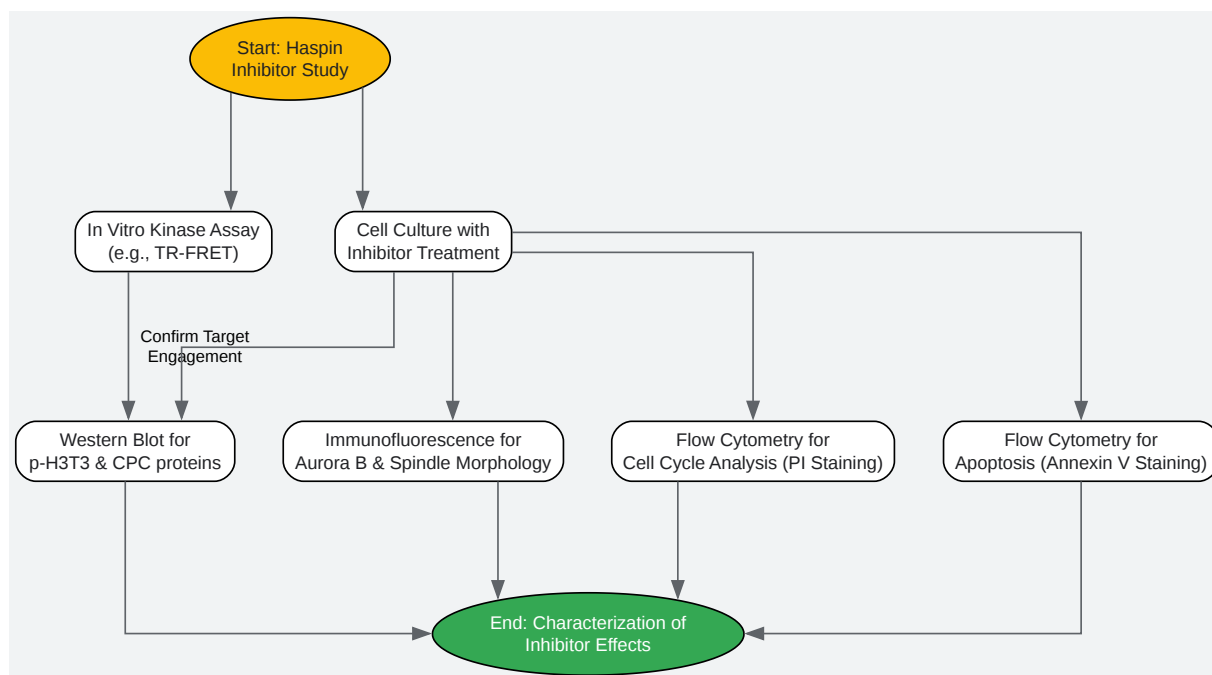 Start: Haspin
Inhibitor Study
In Vitro Kinase Assay
(e.g., TR-FRET)
Cell Culture with
Inhibitor Treatment
Confirm Target
Engagement
Western Blot for
p-H3T3 & CPC proteins
Immunofluorescence for
Aurora B & Spindle Morphology
Flow Cytometry for
Cell Cycle Analysis (PI Staining)
Flow Cytometry for
Apoptosis (Annexin V Staining)
End: Characterization of
Inhibitor Effects